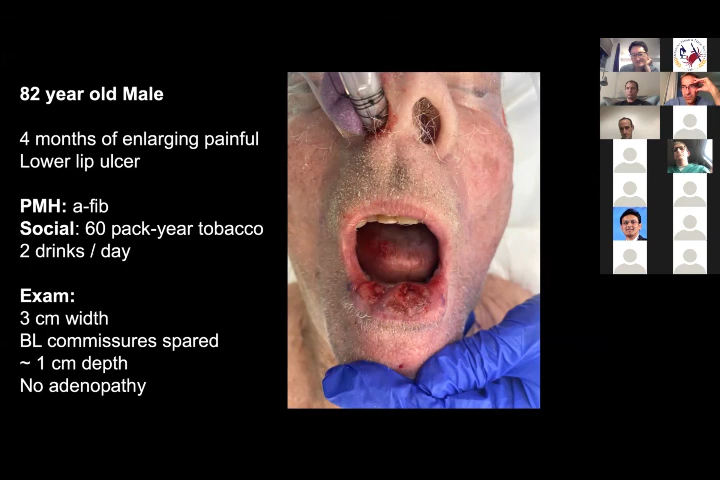 82 year old Male
4 months of enlarging painful
Lower lip ulcer
PMH: a-fib
Social: 60 pack-year tobacco
2 drinks / day
Exam:
3 cm width
BL commissures spared
~ 1 cm depth
No adenopathy